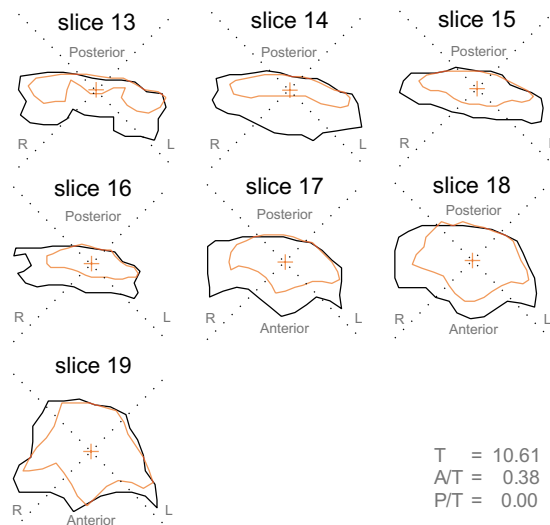 slice 13
slice 14
slice 15
Posterior
Posterior
Posterior
R
L
R
L
R
L
slice 16
slice 17
slice 18
Posterior
Posterior
Posterior
R
L
R
L
R
L
Anterior
Anterior
slice 19
R
L
Anterior
T = 10.61
A/T = 0.38
P/T = 0.00